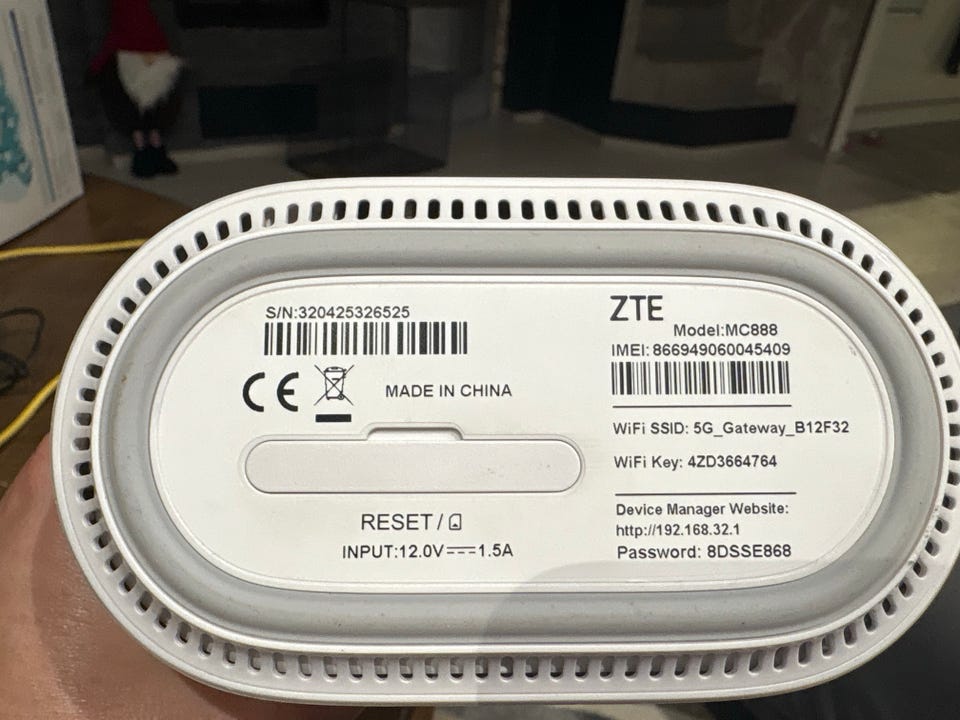 S/N:320425326525
MADE IN CHINA
RESET /
INPUT:12.0V⎓1.5A
ZTE
Model:MC888
IMEI: 866949060045409
WiFi SSID: 5G_Gateway_B12F32
WiFi Key: 4ZD3664764
Device Manager Website:
http://192.168.32.1
Password: 8DSSE868